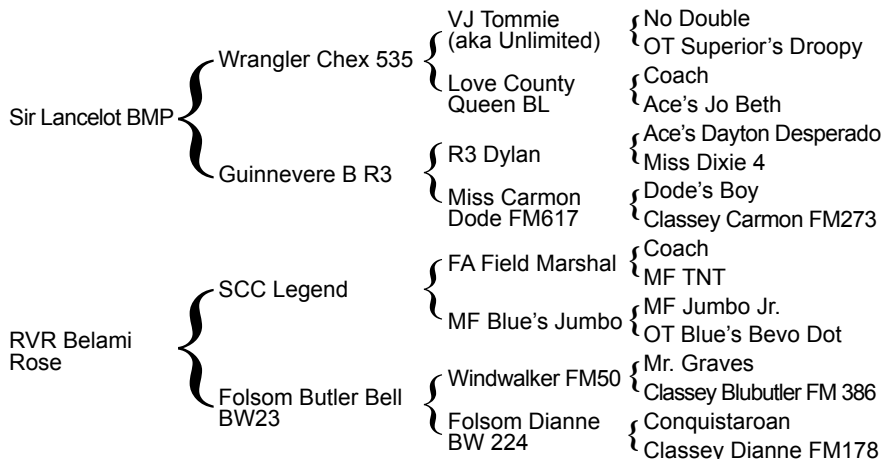 VJ Tommie
(aka Unlimited)
No Double
OT Superior's Droopy
Wrangler Chex 535
Love County
Queen BL
Coach
Ace's Jo Beth
Sir Lancelot BMP
Guinnevere B R3
R3 Dylan
Ace's Dayton Desperado
Miss Dixie 4
Miss Carmon
Dode FM617
Dode's Boy
Classey Carmon FM273
SCC Legend
FA Field Marshal
Coach
MF TNT
MF Blue's Jumbo
MF Jumbo Jr.
OT Blue's Bevo Dot
RVR Belami
Rose
Folsom Butler Bell
BW23
Windwalker FM50
Mr. Graves
Classey Blubutler FM 386
Folsom Dianne
BW 224
Conquistaroan
Classey Dianne FM178